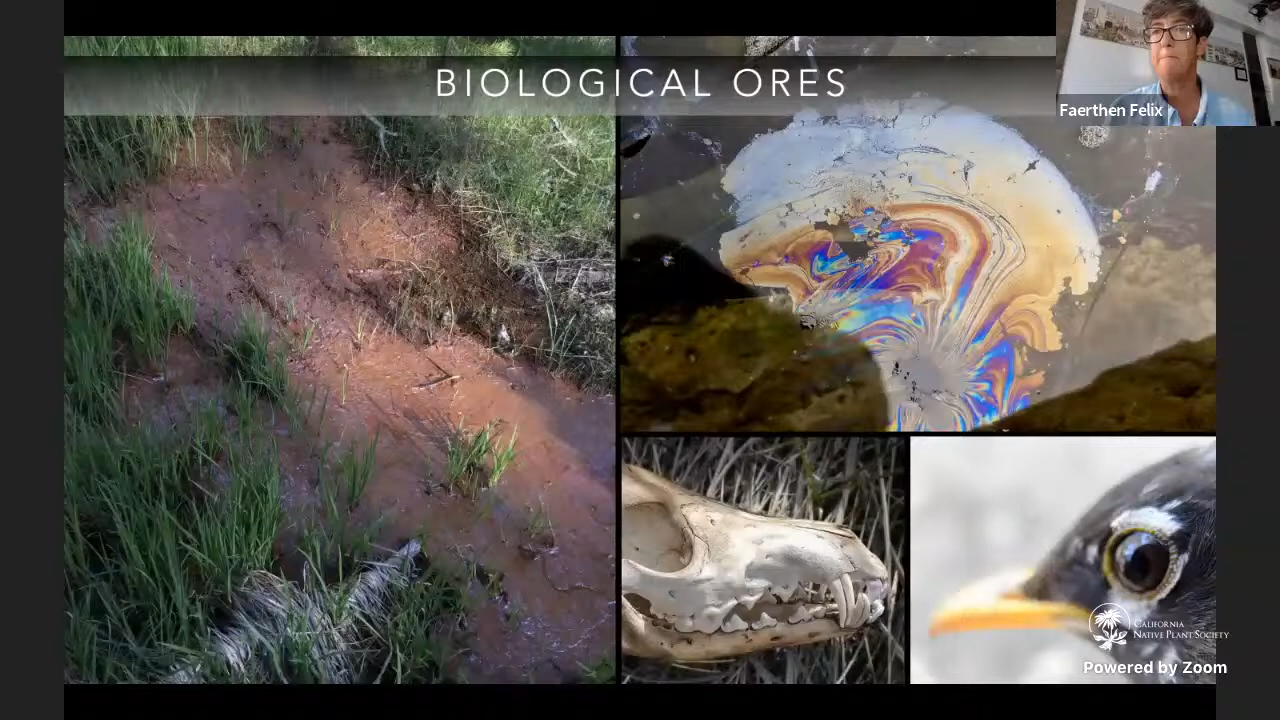 BIOLOGICAL ORES
Faerthen Felix
CALIFORNIA
NATIVE PLANT SOCIETY
Powered by Zoom